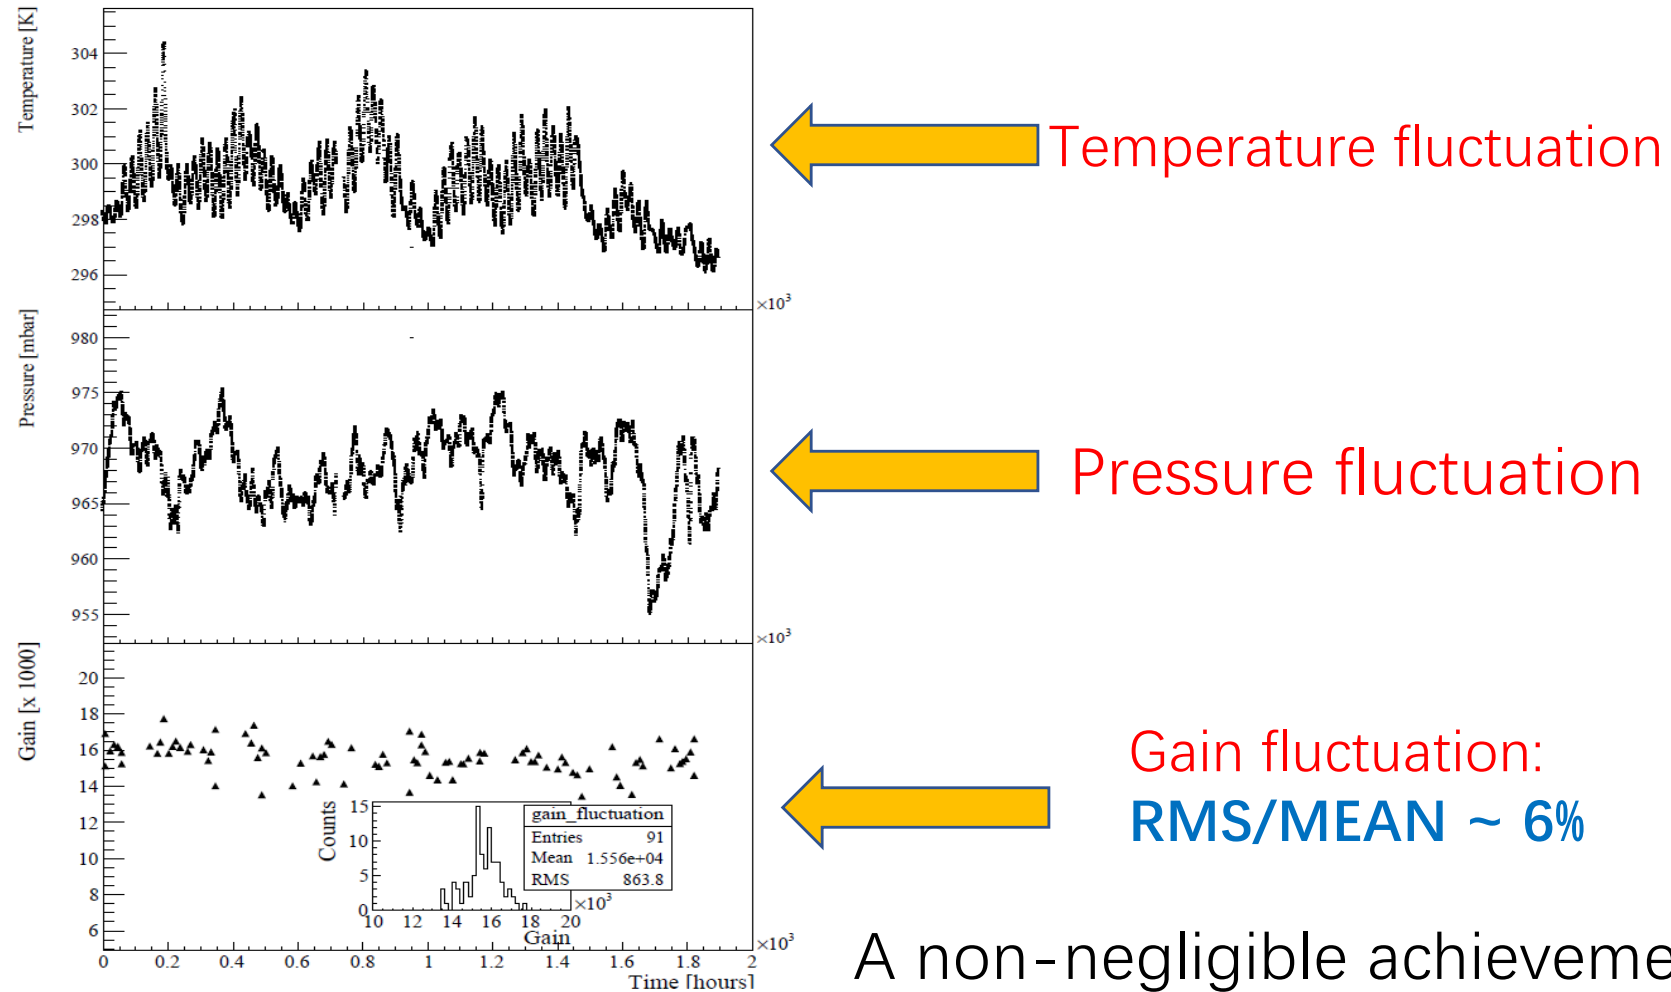 Temperature [K]
304
302
300
298
296
×10³
Temperature fluctuation
Pressure [mbar]
980
975
970
965
960
955
×10³
Pressure fluctuation
Gain [x 1000]
20
18
16
14
12
10
8
6
Counts
15
10
5
0
gain_fluctuation
Entries 91
Mean 1.556e+04
RMS 863.8
10 12 14 16 18 20
×10³
Gain
0 0.2 0.4 0.6 0.8 1 1.2 1.4 1.6 1.8 2
×10³
Time [hours]
Gain fluctuation:
RMS/MEAN ~ 6%
A non-negligible achieveme